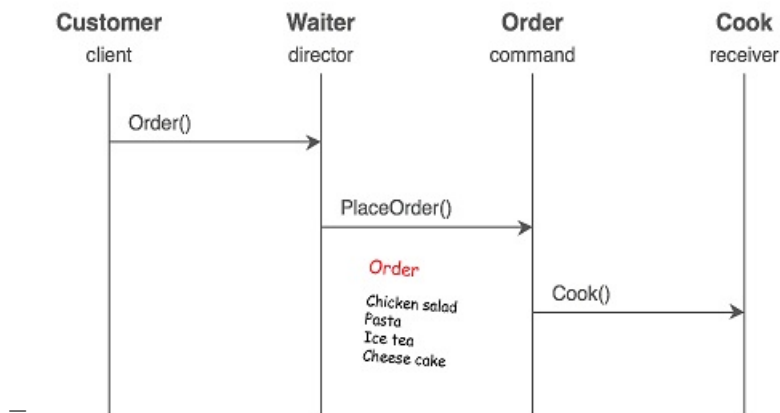 Customer Waiter Order Cook
client director command receiver
Order()
PlaceOrder()
Order
Cook()
Chicken salad
Pasta
Ice tea
Cheese cake